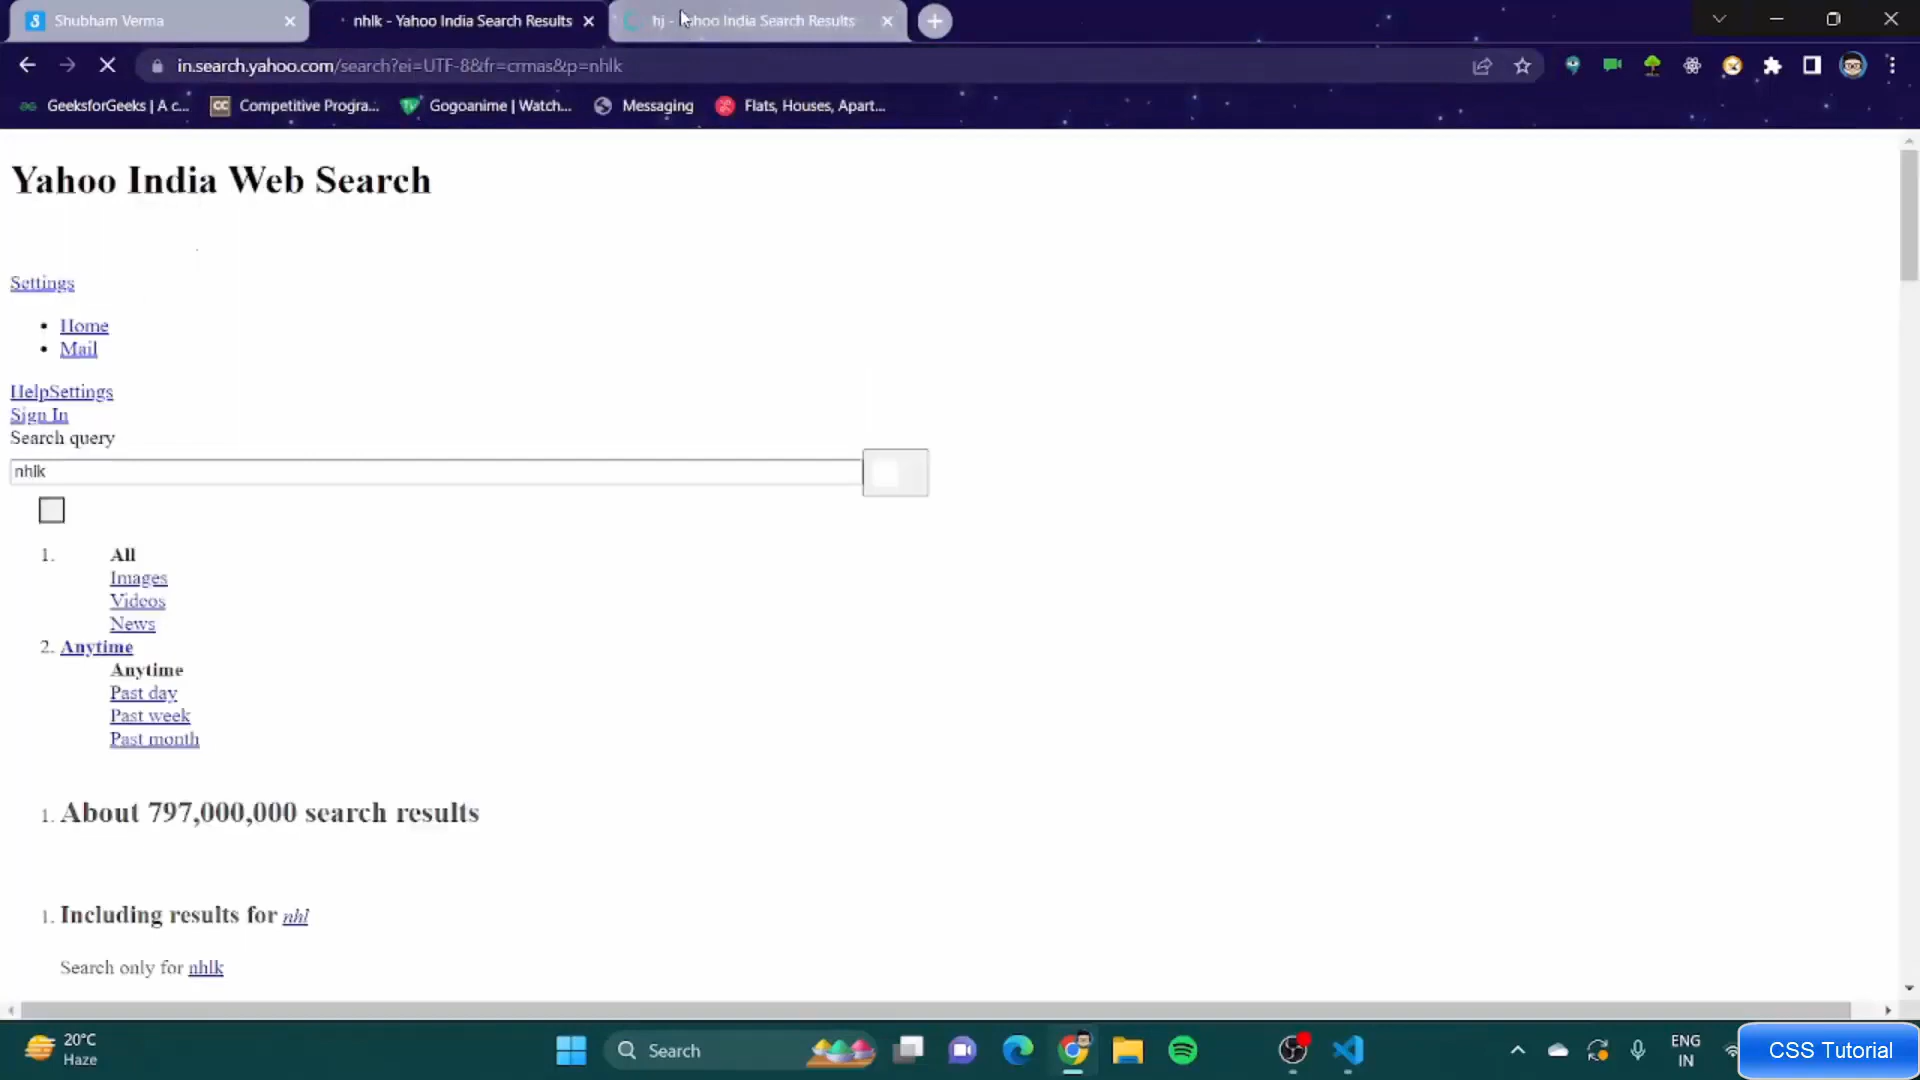 Shubham Verma
nhlk - Yahoo India Search Results
hj - Yahoo India Search Results
in.search.yahoo.com/search?ei=UTF-8&fr=crmas&p=nhlk
GeeksforGeeks | A c...
CC
Competitive Progra...
Gogoanime | Watch...
Messaging
Flats, Houses, Apart...
Yahoo India Web Search
Settings
• Home
• Mail
HelpSettings
Sign In
Search query
nhlk
1. All
Images
Videos
News
2. Anytime
Anytime
Past day
Past week
Past month
1. About 797,000,000 search results
1. Including results for nhl
Search only for nhlk
20°C
Haze
Search
ENG
IN
CSS Tutorial